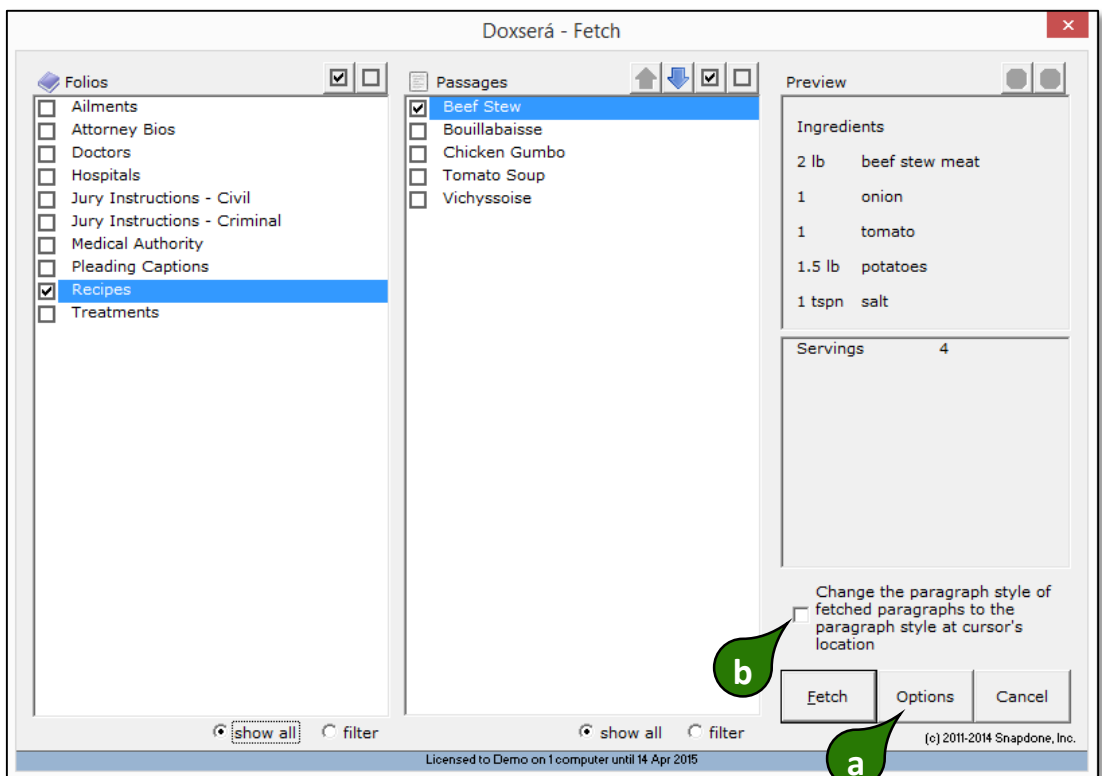 Doxserá - Fetch
Folios
Ailments
Attorney Bios
Doctors
Hospitals
Jury Instructions - Civil
Jury Instructions - Criminal
Medical Authority
Pleading Captions
Recipes
Treatments
show all filter
Passages
Beef Stew
Bouillabaisse
Chicken Gumbo
Tomato Soup
Vichyssoise
show all filter
Preview
Ingredients
2 lb beef stew meat
1 onion
1 tomato
1.5 lb potatoes
1 tspn salt
Servings 4
Change the paragraph style of
fetched paragraphs to the
paragraph style at cursor's
location
b
Fetch Options Cancel
a
(c) 2011-2014 Snapdone, Inc.
Licensed to Demo on 1 computer until 14 Apr 2015